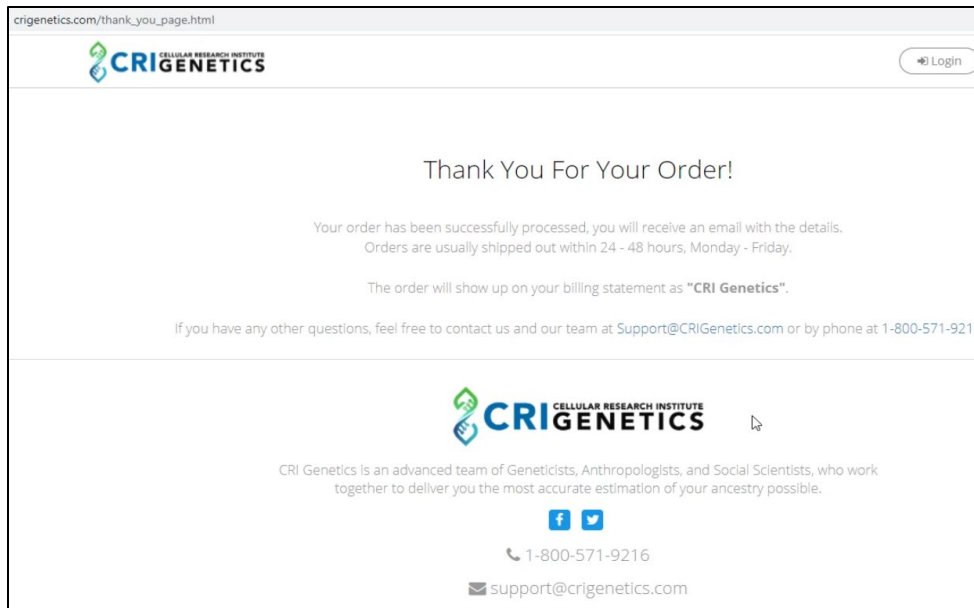 crigenetics.com/thank_you_page.html
CRI CELLULAR RESEARCH INSTITUTE GENETICS
Login
Thank You For Your Order!
Your order has been successfully processed, you will receive an email with the details.
Orders are usually shipped out within 24 - 48 hours, Monday - Friday.
The order will show up on your billing statement as "CRI Genetics".
If you have any other questions, feel free to contact us and our team at Support@CRIGenetics.com or by phone at 1-800-571-921
CRI CELLULAR RESEARCH INSTITUTE GENETICS
CRI Genetics is an advanced team of Geneticists, Anthropologists, and Social Scientists, who work
together to deliver you the most accurate estimation of your ancestry possible.
1-800-571-9216
support@crigenetics.com